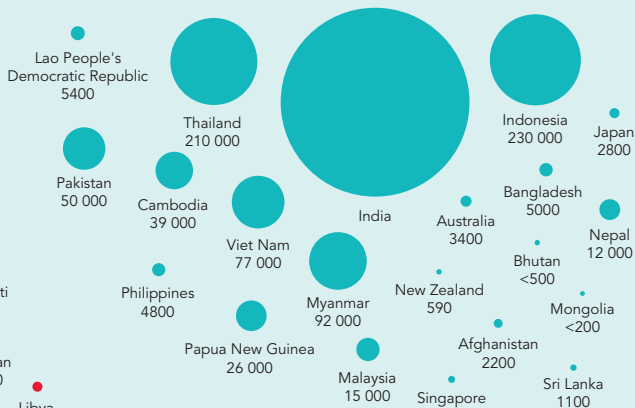 Lao People's
Democratic Republic
5400
Thailand
210 000
India
Indonesia
230 000
Japan
2800
Pakistan
50 000
Cambodia
39 000
Viet Nam
77 000
Australia
3400
Bangladesh
5000
Nepal
12 000
Bhutan
<500
Philippines
4800
Myanmar
92 000
New Zealand
590
Mongolia
<200
Papua New Guinea
26 000
Malaysia
15 000
Afghanistan
2200
Singapore
Sri Lanka
1100